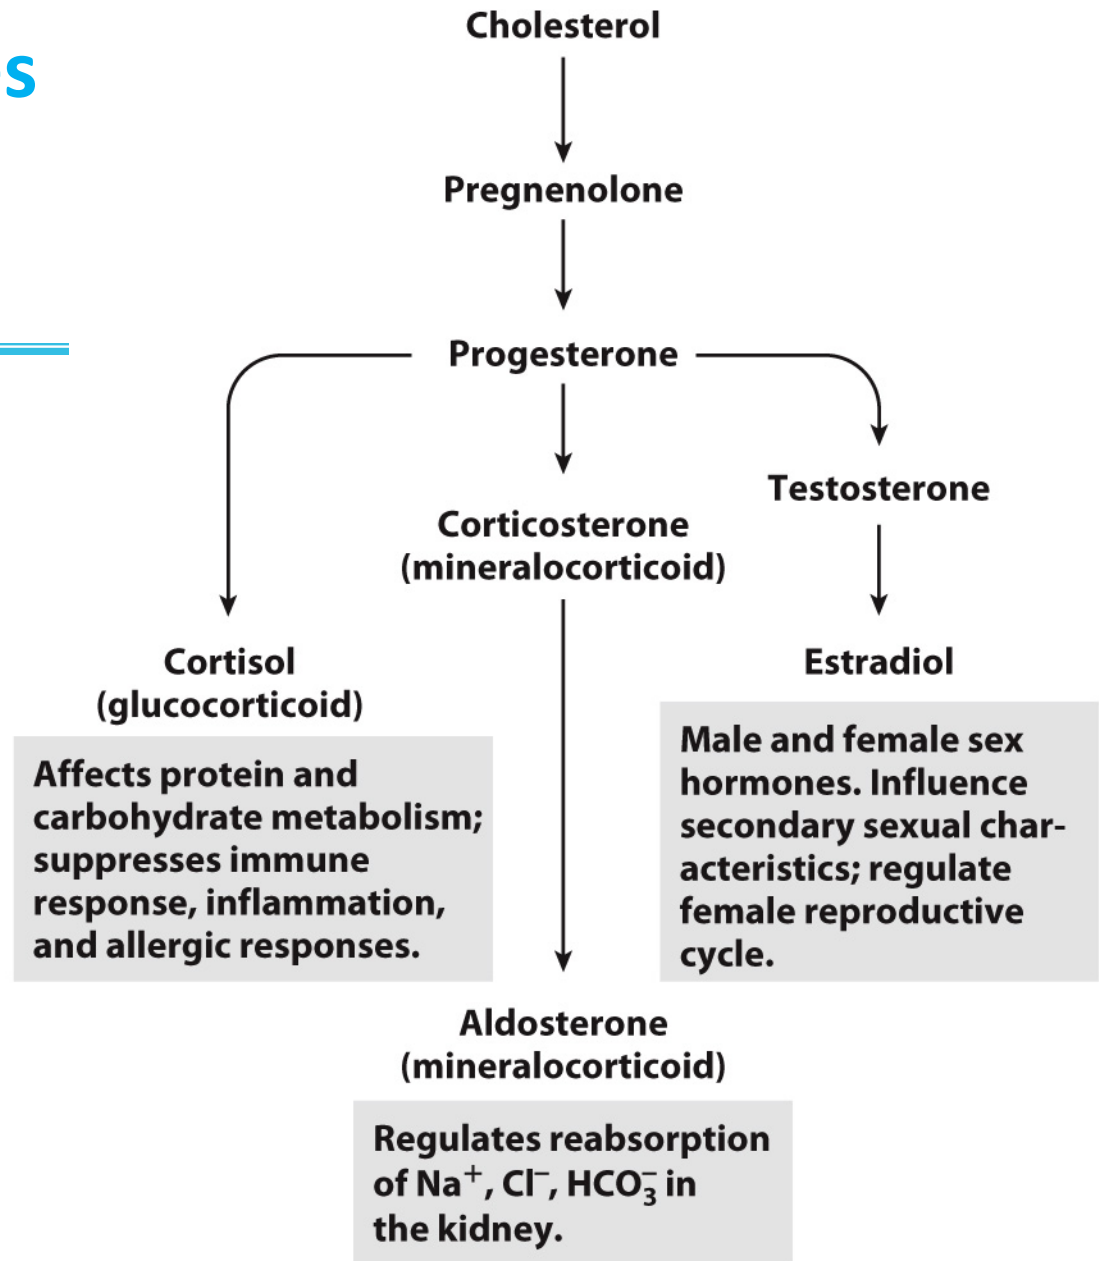 Cholesterol
s
Pregnenolone
Progesterone
Testosterone
Corticosterone
(mineralocorticoid)
Cortisol
(glucocorticoid)
Affects protein and
carbohydrate metabolism;
suppresses immune
response, inflammation,
and allergic responses.
Estradiol
Male and female sex
hormones. Influence
secondary sexual char-
acteristics; regulate
female reproductive
cycle.
Aldosterone
(mineralocorticoid)
Regulates reabsorption
of Na⁺, Cl⁻, HCO₃⁻ in
the kidney.